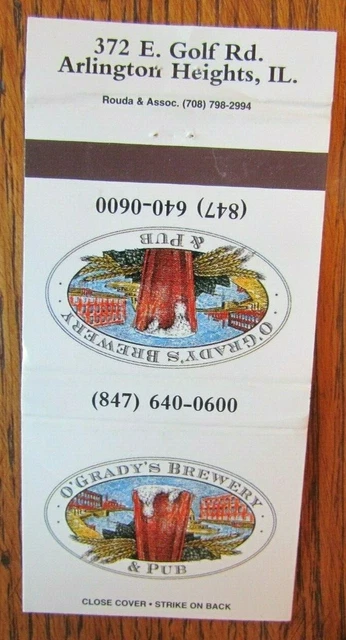 372 E. Golf Rd.
Arlington Heights, IL.
Rouda & Assoc. (708) 798-2994
(847) 640-0600
& PUB
O'GRADY'S BREWERY
(847) 640-0600
O'GRADY'S BREWERY
& PUB
CLOSE COVER • STRIKE ON BACK